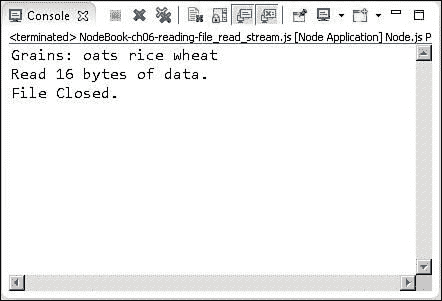 Console
<terminated> NodeBook-ch06-reading-file_read_stream.js [Node Application] Node.js P
Grains: oats rice wheat
Read 16 bytes of data.
File Closed.